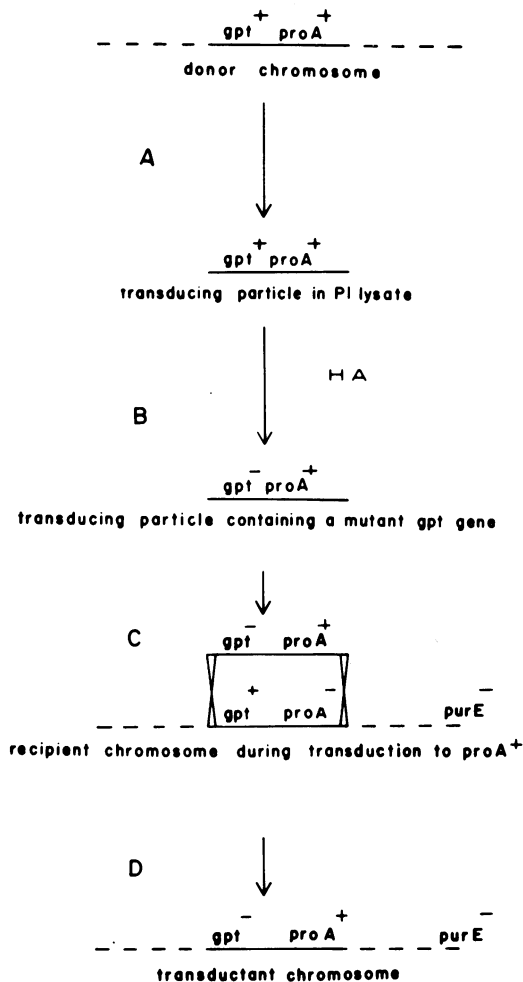 gpt+ proA+
donor chromosome
A
gpt+ proA+
transducing particle in P1 lysate
HA
B
gpt- proA+
transducing particle containing a mutant gpt gene
C
gpt- proA+
gpt+ proA- purE-
recipient chromosome during transduction to proA+
D
gpt- proA+ purE-
transductant chromosome